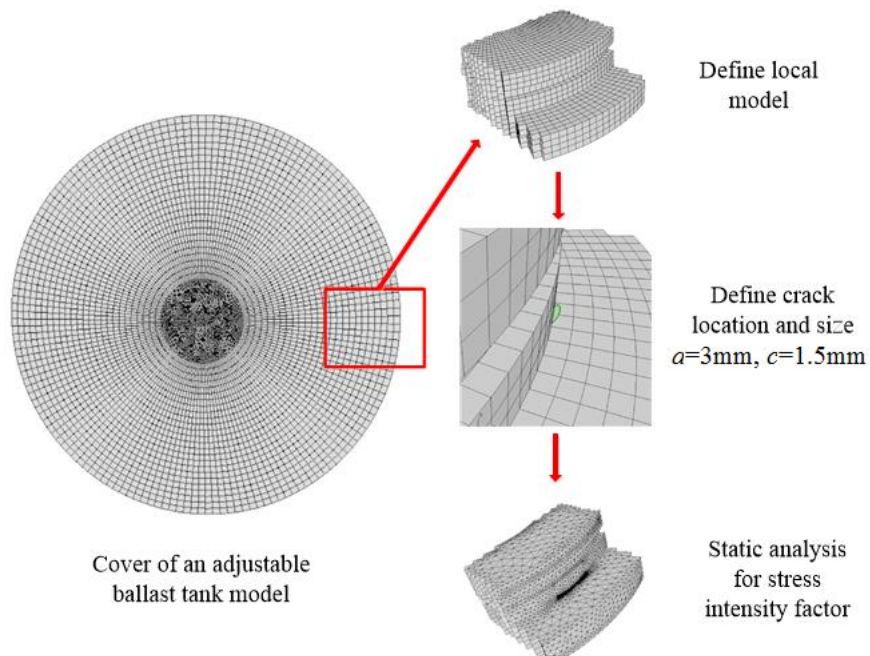 Define local
model
Define crack
location and size
a=3mm, c=1.5mm
Cover of an adjustable
ballast tank model
Static analysis
for stress
intensity factor